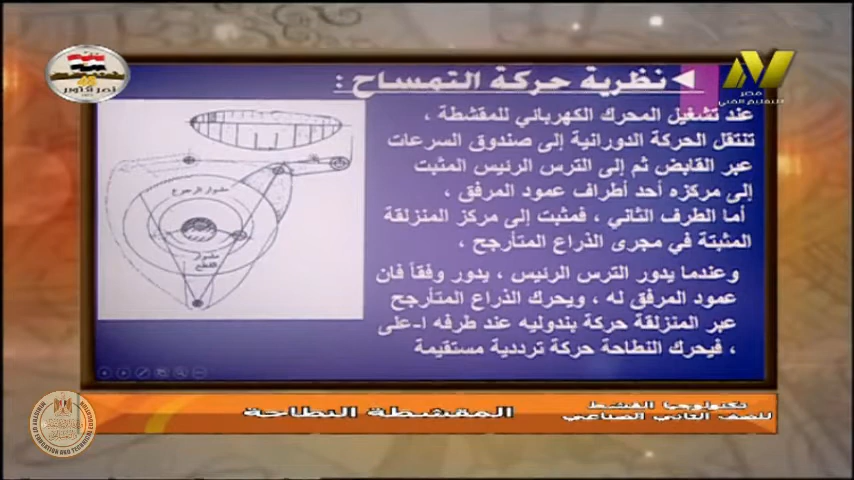 ◄ نظرية حركة التمساح :
عند تشغيل المحرك الكهربائي للمقشطة ،
تنتقل الحركة الدورانية إلى صندوق السرعات
عبر القابض ثم إلى الترس الرئيس المثبت
إلى مركزه أحد أطراف عمود المرفق ،
أما الطرف الثاني ، فمثبت إلى مركز المنزلقة
المثبتة في مجرى الذراع المتأرجح ،
وعندما يدور الترس الرئيس ، يدور وفقاً فان
عمود المرفق له ، ويحرك الذراع المتأرجح
عبر المنزلقة حركة بندوليه عند طرفه ا-على
، فيحرك النطاحة حركة ترددية مستقيمة
مشوار الرجوع
مشوار
القطع
مصر
التعليم الفني
نصر أكتوبر
تكنولوجيا القشط
للصف الثاني الصناعي
المقشطة النطاحة